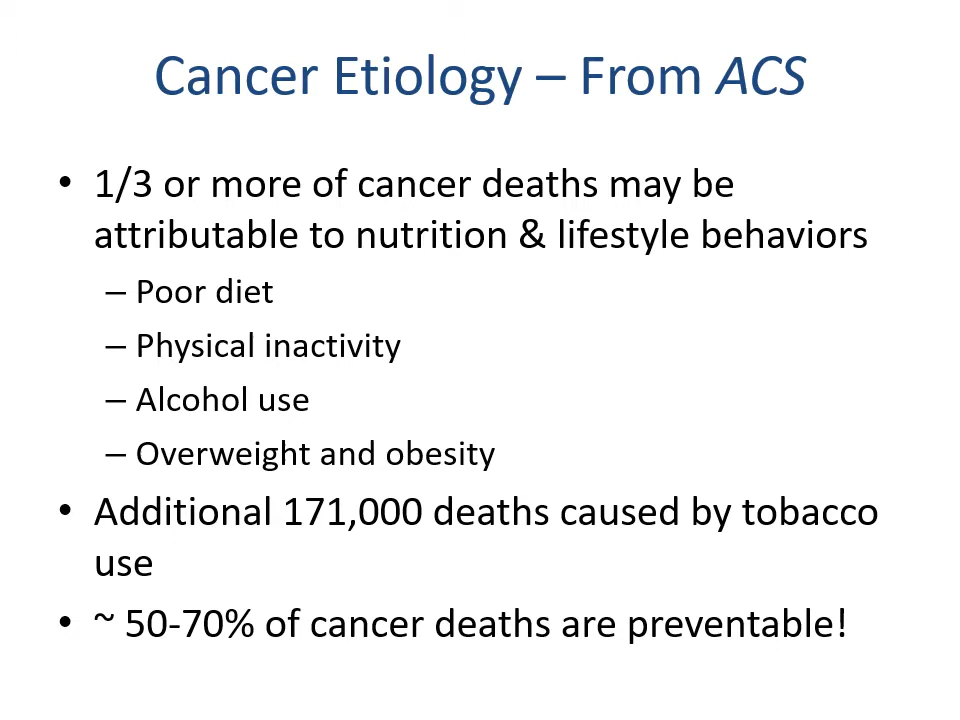 Cancer Etiology – From ACS
• 1/3 or more of cancer deaths may be
attributable to nutrition & lifestyle behaviors
– Poor diet
– Physical inactivity
– Alcohol use
– Overweight and obesity
• Additional 171,000 deaths caused by tobacco
use
• ~ 50-70% of cancer deaths are preventable!